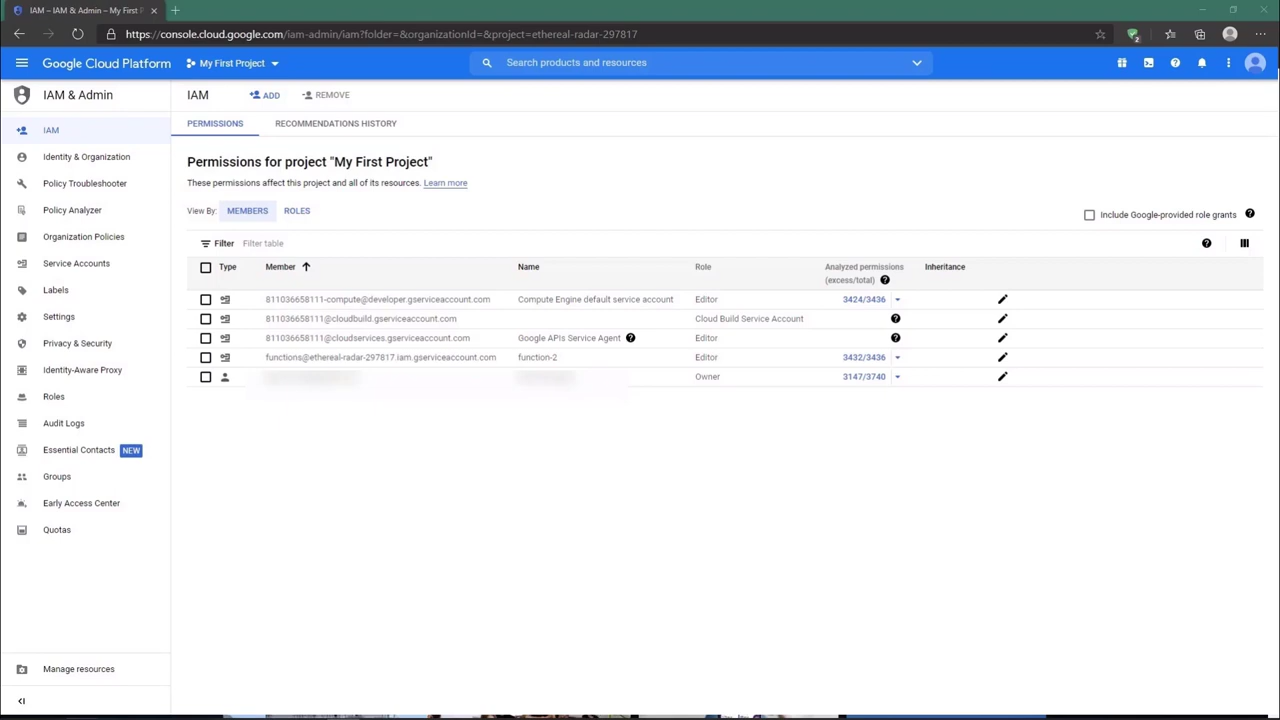 IAM – IAM & Admin – My First P
https://console.cloud.google.com/iam-admin/iam?folder=&organizationId=&project=ethereal-radar-297817
Google Cloud Platform
My First Project
Search products and resources
IAM & Admin
IAM
ADD
REMOVE
IAM
Identity & Organization
Policy Troubleshooter
Policy Analyzer
Organization Policies
Service Accounts
Labels
Settings
Privacy & Security
Identity-Aware Proxy
Roles
Audit Logs
Essential Contacts NEW
Groups
Early Access Center
Quotas
Manage resources
PERMISSIONS RECOMMENDATIONS HISTORY
Permissions for project "My First Project"
These permissions affect this project and all of its resources. Learn more
View By: MEMBERS ROLES
Include Google-provided role grants
Filter Filter table
Type Member Name Role Analyzed permissions (excess/total) Inheritance
811036658111-compute@developer.gserviceaccount.com Compute Engine default service account Editor 3424/3436
811036658111@cloudbuild.gserviceaccount.com Cloud Build Service Account
811036658111@cloudservices.gserviceaccount.com Google APIs Service Agent Editor
functions@ethereal-radar-297817.iam.gserviceaccount.com function-2 Editor 3432/3436
Owner 3147/3740